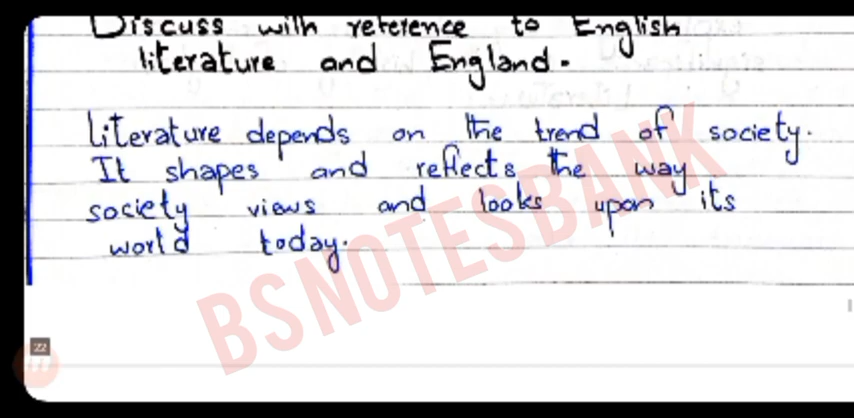 Discuss with reference to English
literature and England.
Literature depends on the trend of society.
It shapes and reflects the way
society views and looks upon its
world today.
BSNOTESBANK
22